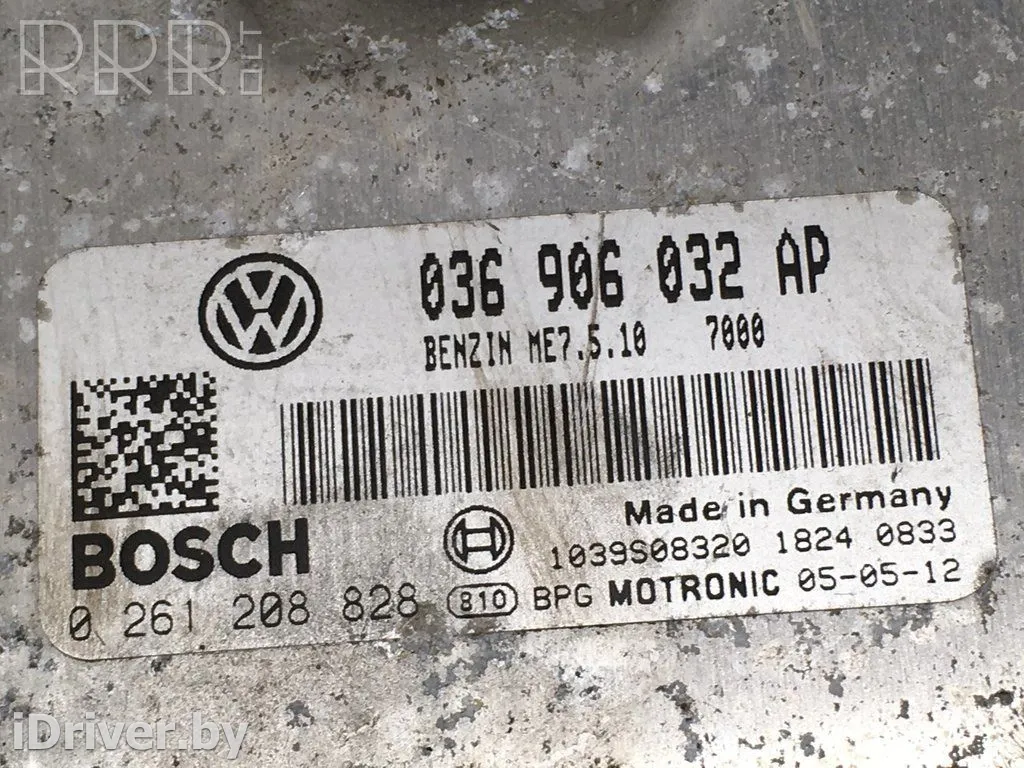 RRR.LT
036 906 032 AP
BENZIN ME7.5.10 7000
Made in Germany
BOSCH
1039S08320 1824 0833
0 261 208 828 810 BPG MOTRONIC 05-05-12
iDriver.by